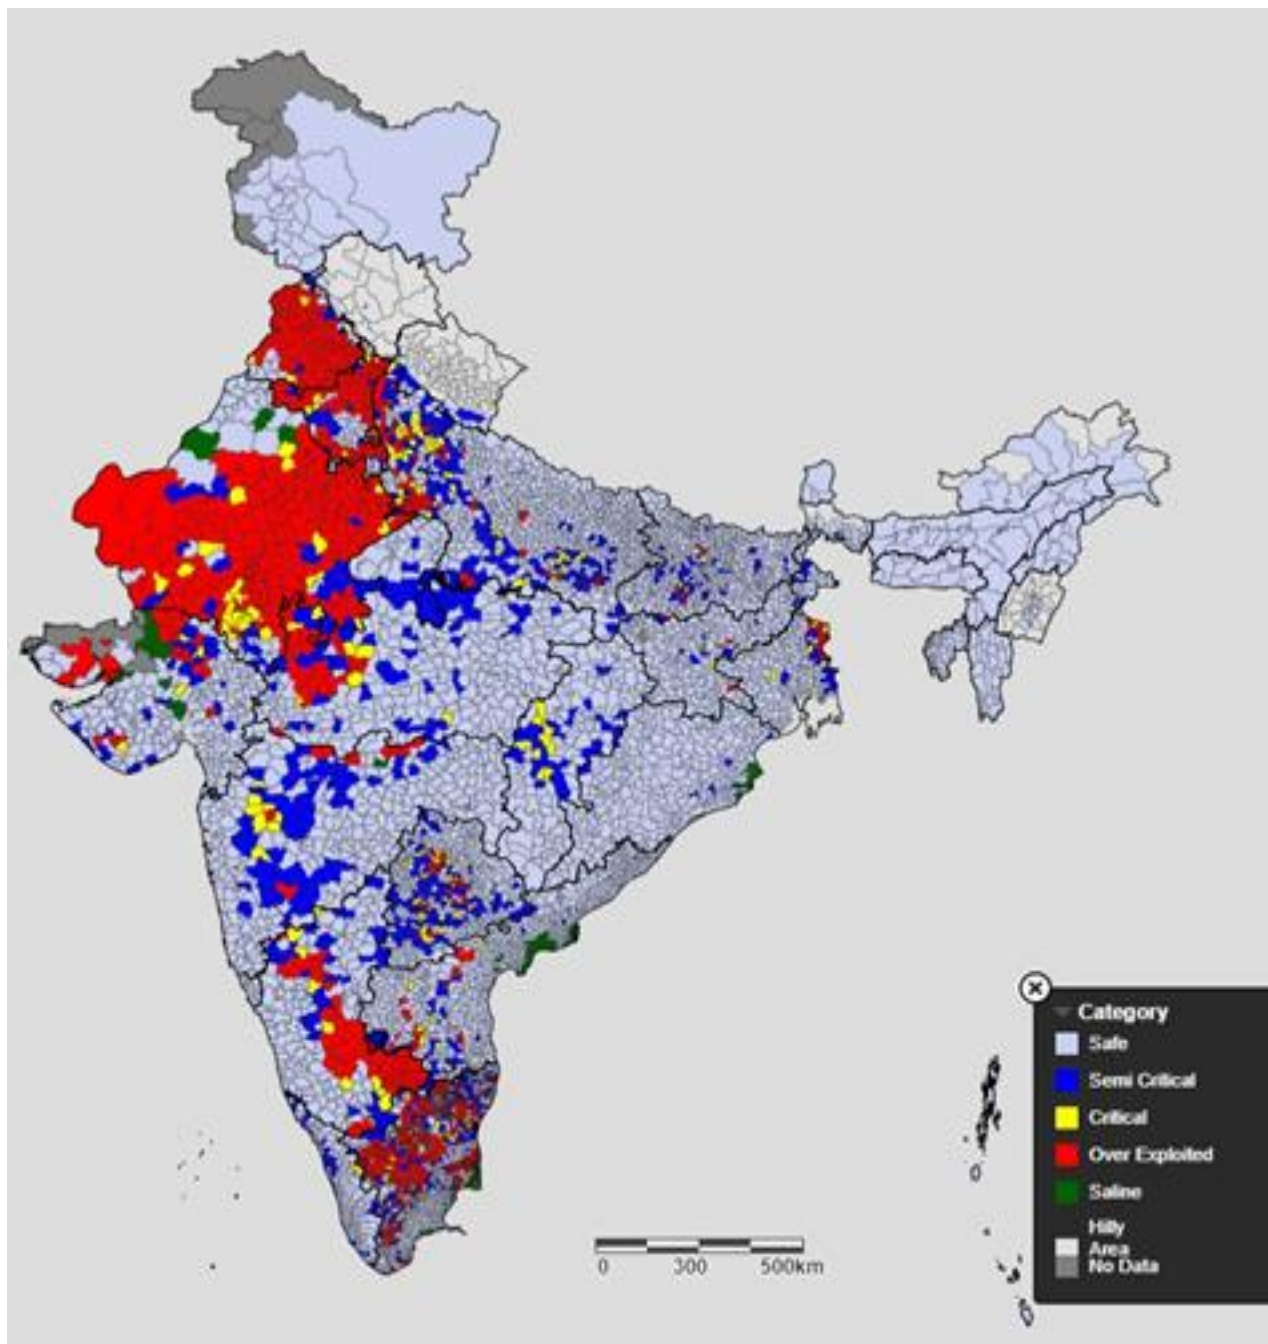 Category
Safe
Semi Critical
Critical
Over Exploited
Saline
Hilly
Area
No Data
0 300 500km